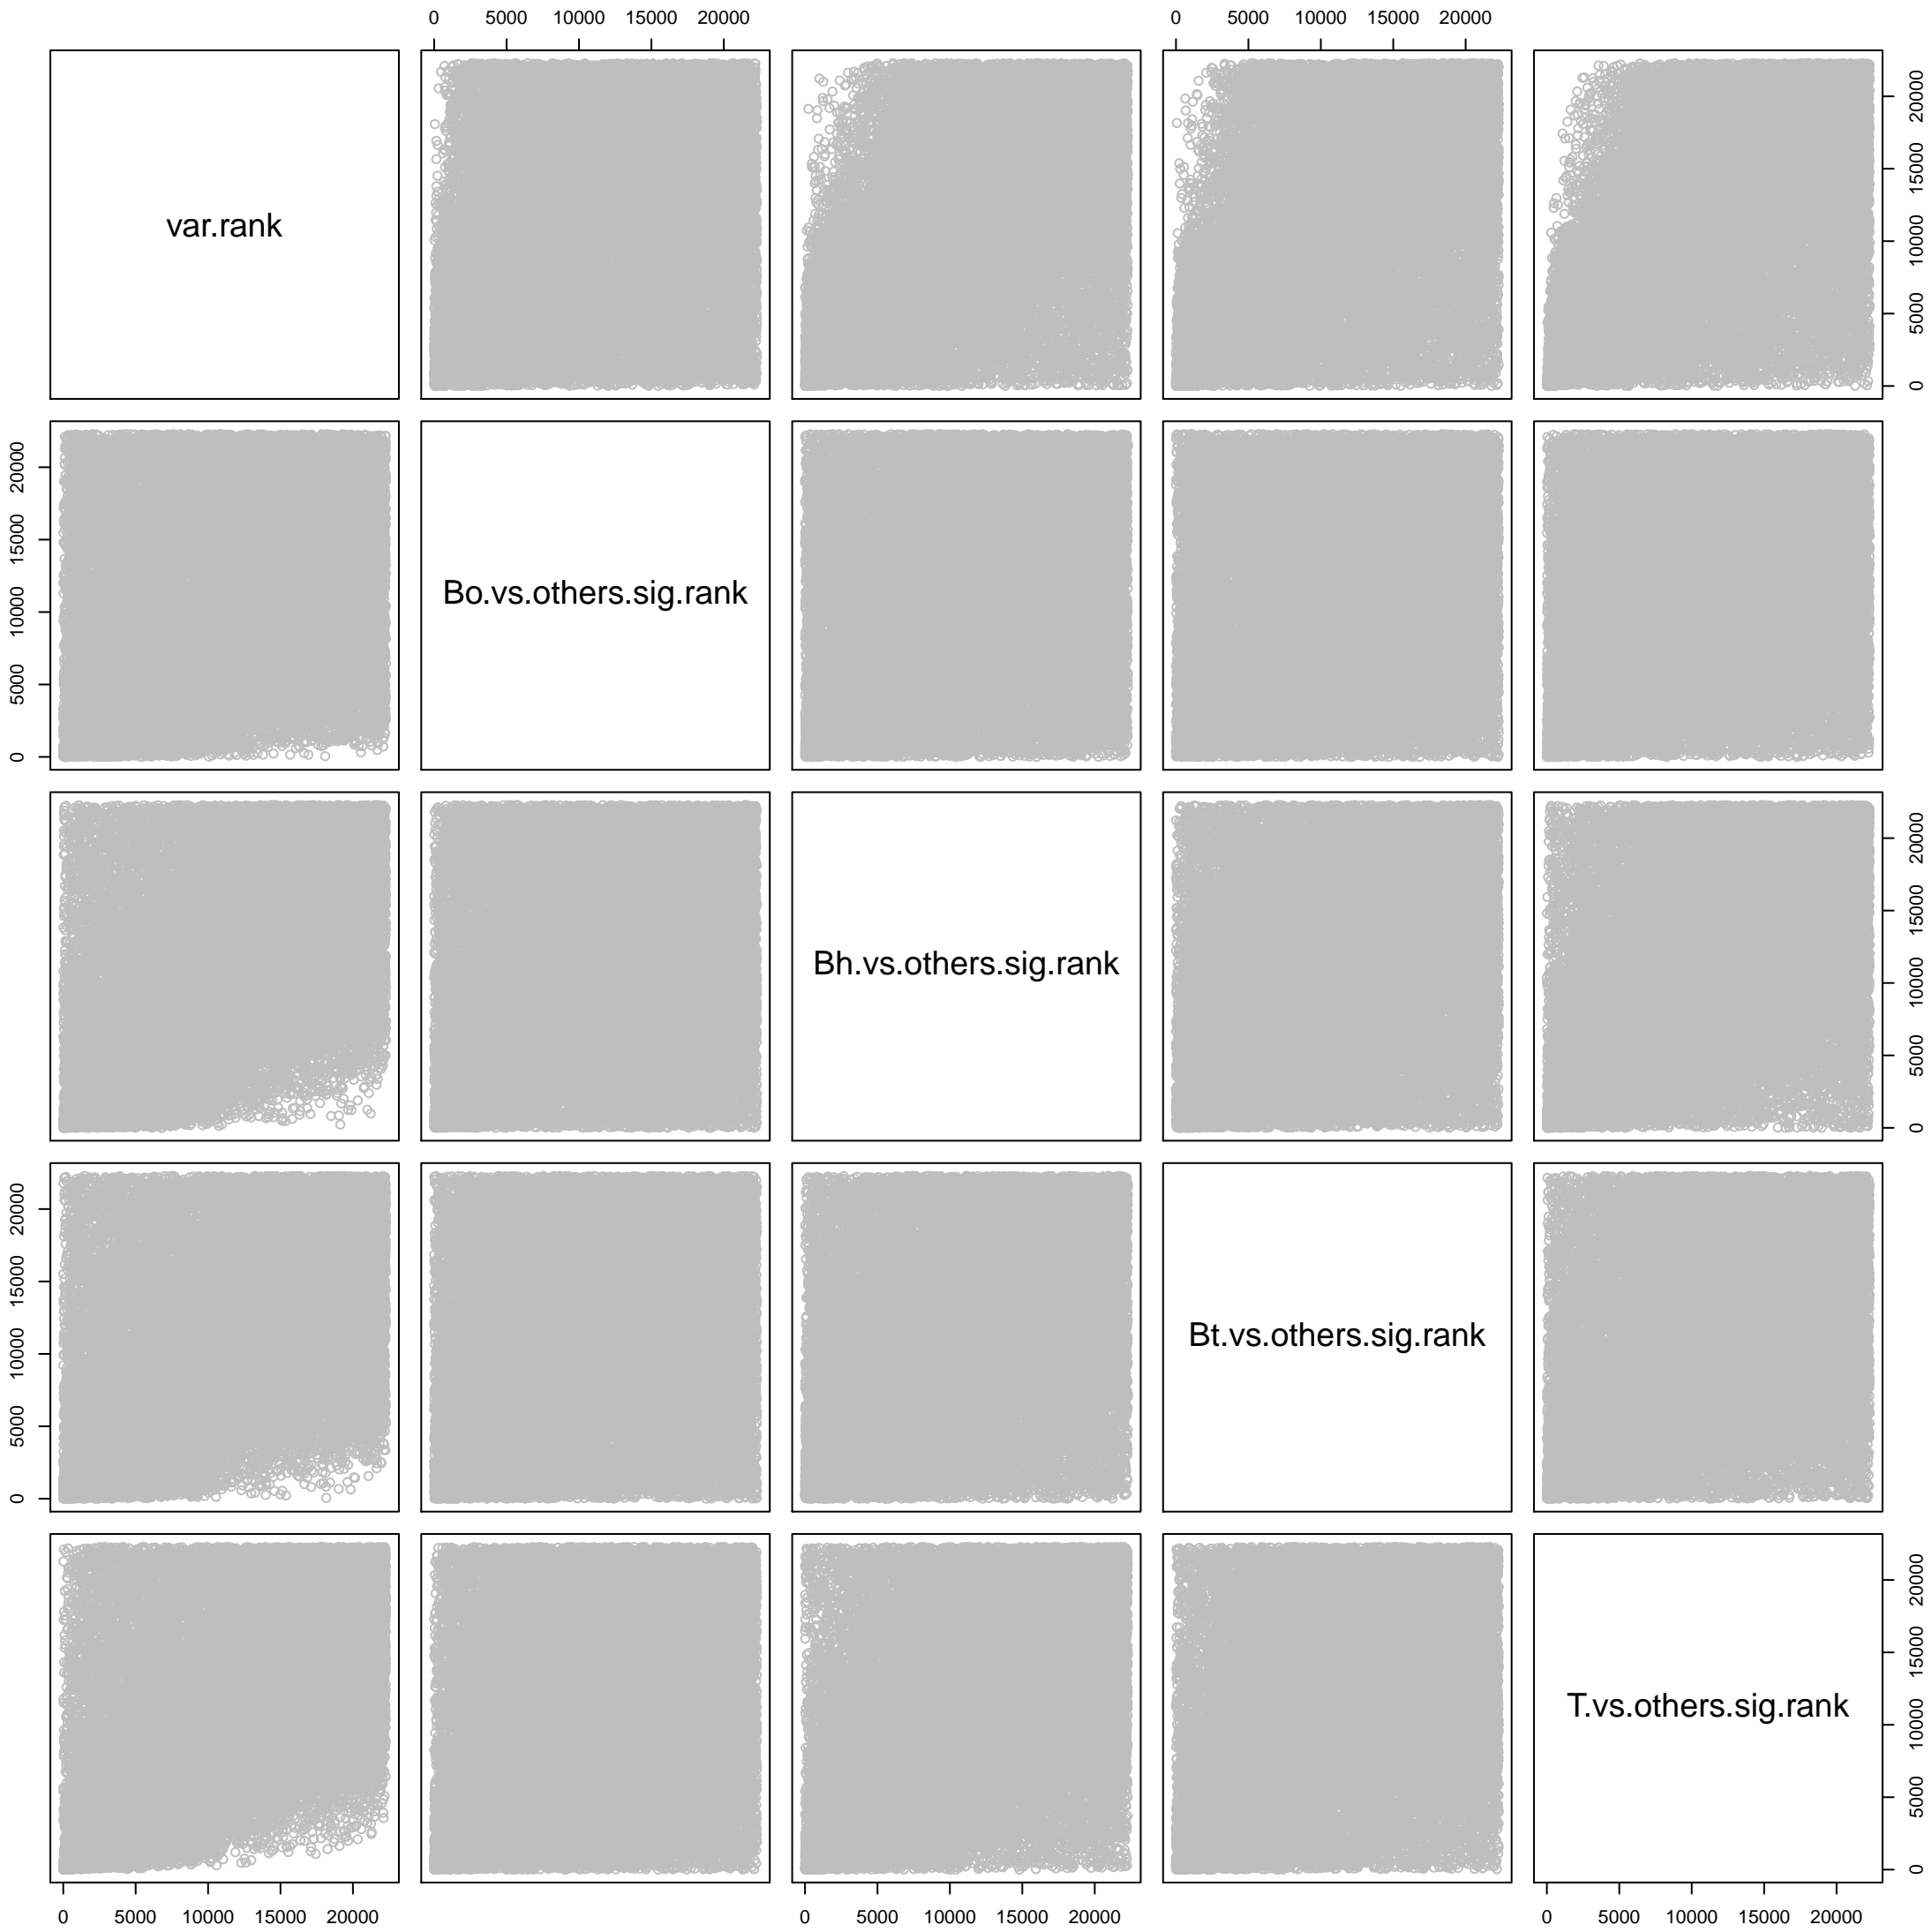 0 5000 10000 15000 20000 0 5000 10000 15000 20000
var.rank
0 5000 10000 15000 20000
0 5000 10000 15000 20000
Bo.vs.others.sig.rank
Bh.vs.others.sig.rank
0 5000 10000 15000 20000
0 5000 10000 15000 20000
Bt.vs.others.sig.rank
T.vs.others.sig.rank
0 5000 10000 15000 20000
0 5000 10000 15000 20000 0 5000 10000 15000 20000 0 5000 10000 15000 20000